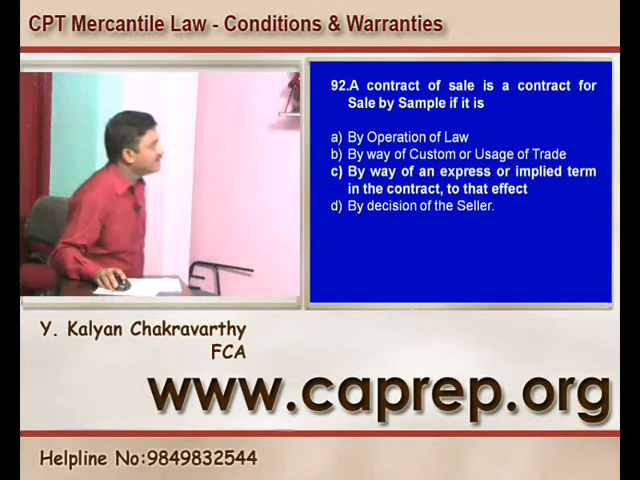 CPT Mercantile Law - Conditions & Warranties
92.A contract of sale is a contract for
Sale by Sample if it is
a) By Operation of Law
b) By way of Custom or Usage of Trade
c) By way of an express or implied term
in the contract, to that effect
d) By decision of the Seller.
Y. Kalyan Chakravarthy
FCA
www.caprep.org
Helpline No:9849832544